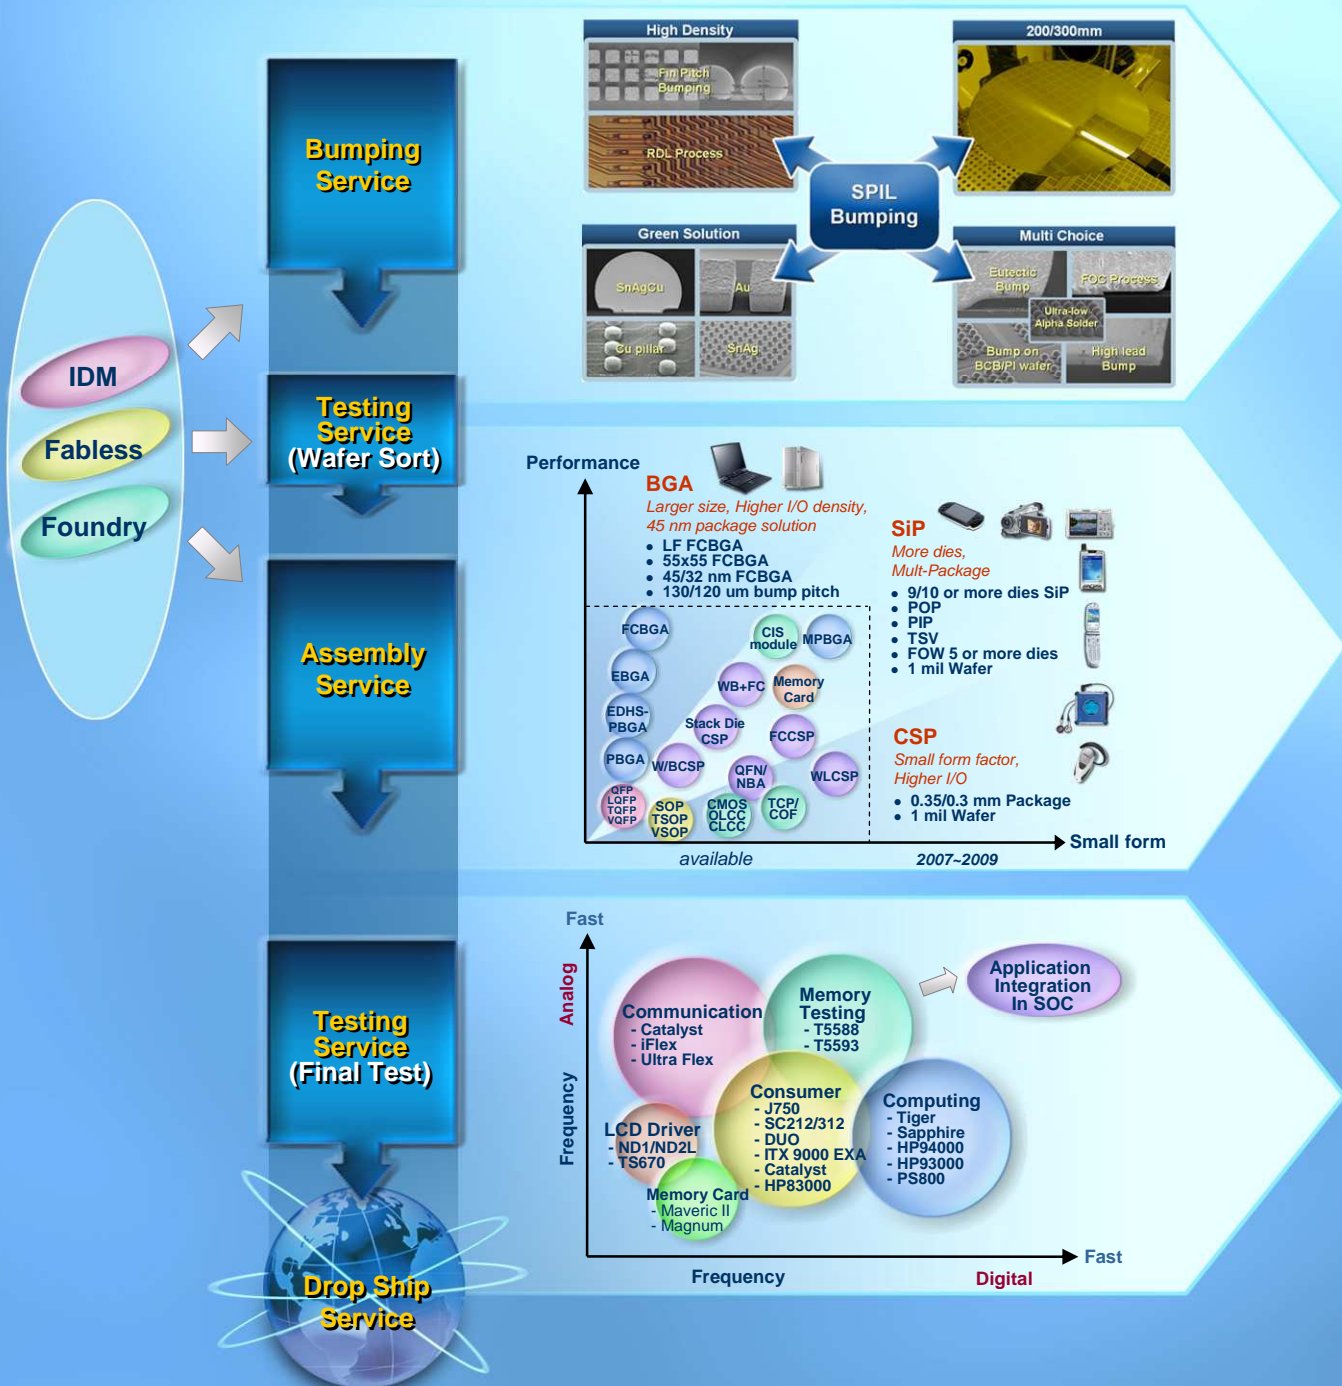 High Density
Fin Pitch
Bumping
RDL Process
200/300mm
SPIL
Bumping
Green Solution
SnAgCu
Au
Cu pillar
SnAg
Multi Choice
Eutectic
Bump
FOC Process
Ultra-low
Alpha Solder
Bump on
BCB/PI wafer
High lead
Bump
Bumping
Service
IDM
Fabless
Foundry
Testing
Service
(Wafer Sort)
Assembly
Service
Performance
BGA
Larger size, Higher I/O density,
45 nm package solution
● LF FCBGA
● 55x55 FCBGA
● 45/32 nm FCBGA
● 130/120 um bump pitch
SiP
More dies,
Mult-Package
● 9/10 or more dies SiP
● POP
● PIP
● TSV
● FOW 5 or more dies
● 1 mil Wafer
CSP
Small form factor,
Higher I/O
● 0.35/0.3 mm Package
● 1 mil Wafer
FCBGA
CIS
module
MPBGA
EBGA
WB+FC
Memory
Card
EDHS-
PBGA
Stack Die
CSP
FCCSP
PBGA
W/BCSP
QFN/
NBA
WLCSP
QFP
LQFP
TQFP
VQFP
SOP
TSOP
VSOP
CMOS
OLCC
CLCC
TCP/
COF
Small form
available
2007~2009
Testing
Service
(Final Test)
Fast
Analog
Frequency
Communication
- Catalyst
- iFlex
- Ultra Flex
Memory
Testing
- T5588
- T5593
Application
Integration
In SOC
LCD Driver
- ND1/ND2L
- TS670
Consumer
- J750
- SC212/312
- DUO
- ITX 9000 EXA
- Catalyst
- HP83000
Computing
- Tiger
- Sapphire
- HP94000
- HP93000
- PS800
Memory Card
- Maveric II
- Magnum
Fast
Frequency
Digital
Drop Ship
Service